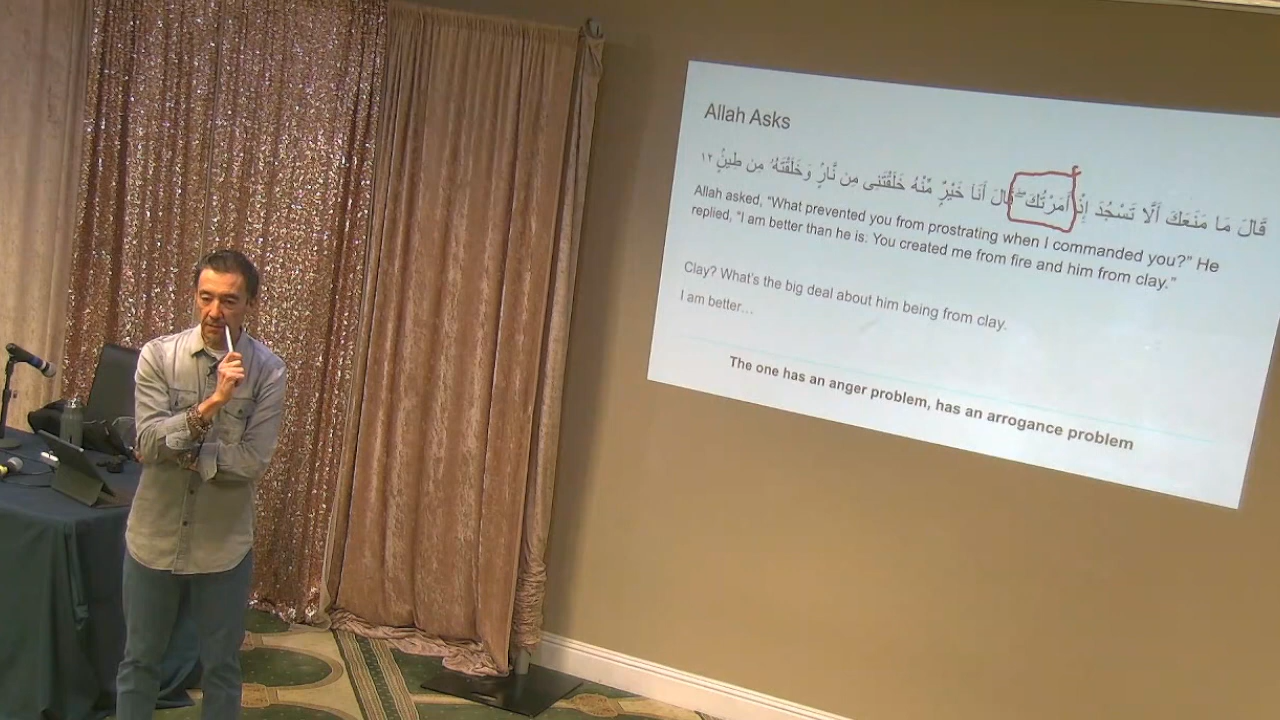 Allah Asks
قَالَ مَا مَنَعَكَ أَلَّا تَسْجُدَ إِذْ أَمَرْتُكَ ۖ قَالَ أَنَا خَيْرٌ مِّنْهُ خَلَقْتَنِى مِن نَّارٍ وَخَلَقْتَهُۥ مِن طِينٍ ١٢
Allah asked, "What prevented you from prostrating when I commanded you?" He
replied, "I am better than he is: You created me from fire and him from clay."
Clay? What's the big deal about him being from clay.
I am better…
The one has an anger problem, has an arrogance problem